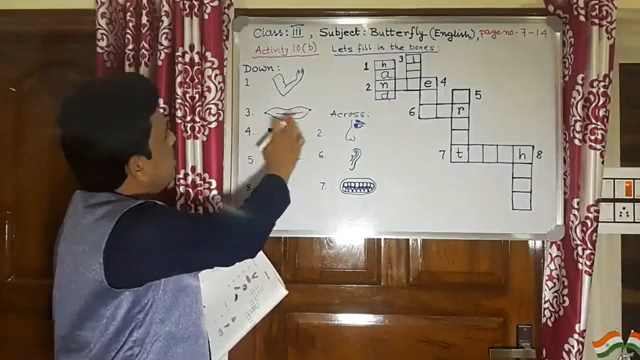 Class: III, Subject: Butterfly (English), page no- 7-14
Activity 10(b) Lets fill in the boxes:
Down:
1.
3.
4.
5
8
Across:
2.
6.
7.
1 h 3 l
a
2 n e 4
d
5
6 r
7 t h 8